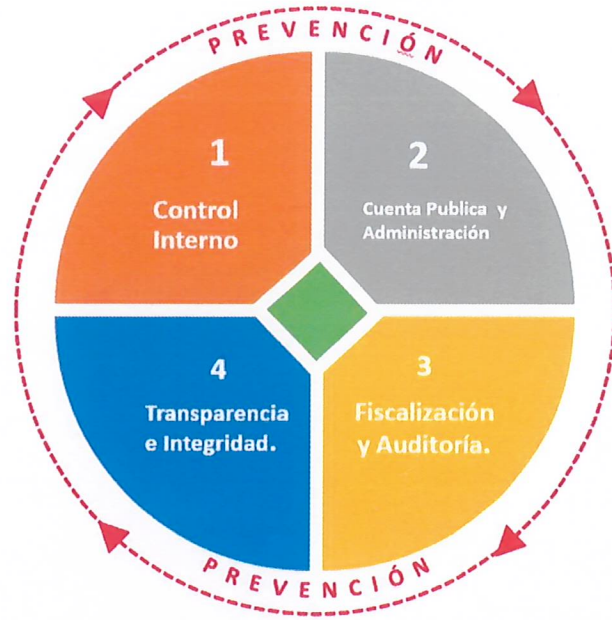 PREVENCIÓN
1
Control
Interno
2
Cuenta Publica y
Administración
3
Fiscalización
y Auditoría.
4
Transparencia
e Integridad.
PREVENCIÓN